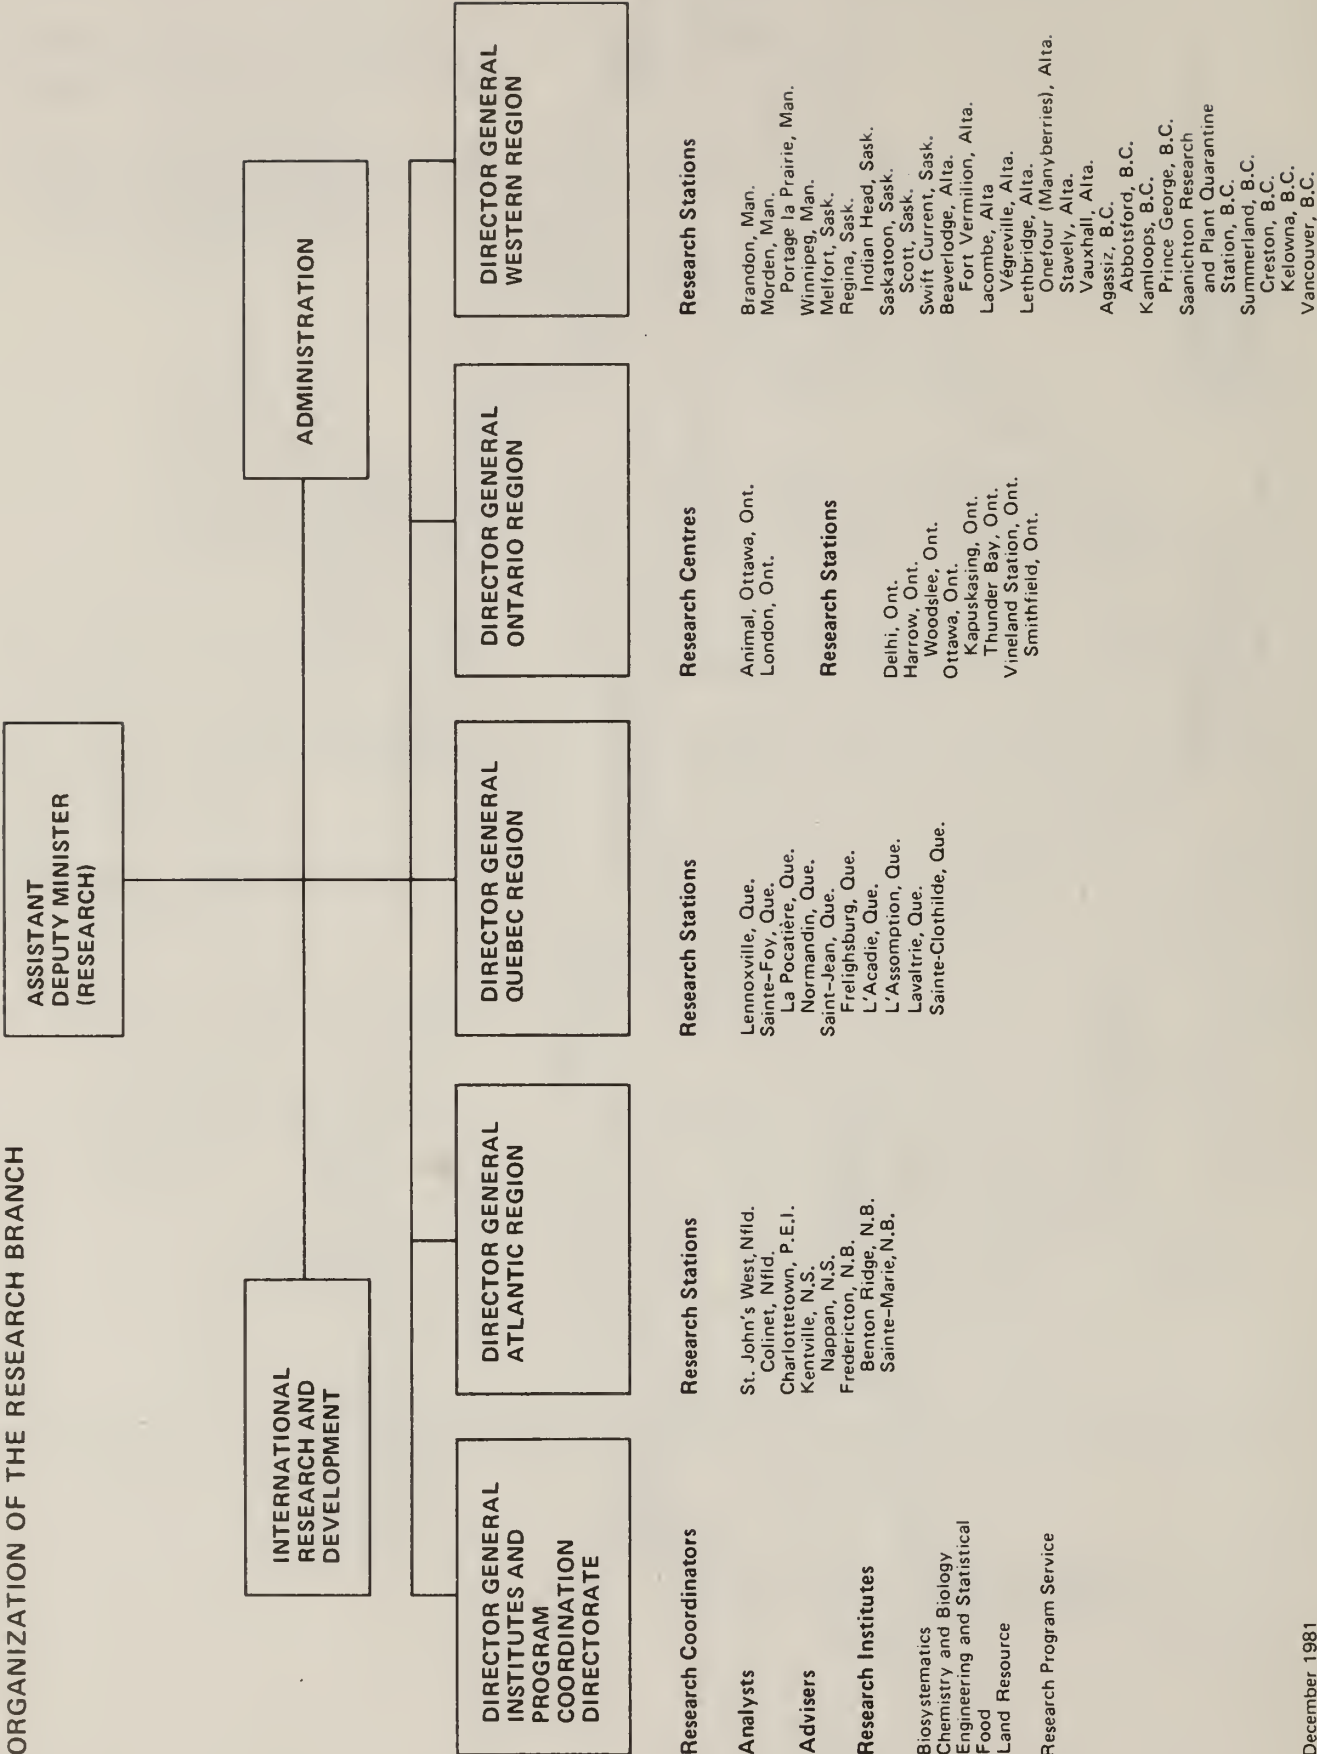 ORGANIZATION OF THE RESEARCH BRANCH
ASSISTANT
DEPUTY MINISTER
(RESEARCH)
INTERNATIONAL
RESEARCH AND
DEVELOPMENT
ADMINISTRATION
DIRECTOR GENERAL
INSTITUTES AND
PROGRAM
COORDINATION
DIRECTORATE
Research Coordinators
Analysts
Advisers
Research Institutes
Biosystematics
Chemistry and Biology
Engineering and Statistical
Food
Land Resource
Research Program Service
DIRECTOR GENERAL
ATLANTIC REGION
Research Stations
St. John's West, Nfld.
Colinet, Nfld.
Charlottetown, P.E.I.
Kentville, N.S.
Nappan, N.S.
Fredericton, N.B.
Benton Ridge, N.B.
Sainte-Marie, N.B.
DIRECTOR GENERAL
QUEBEC REGION
Research Stations
Lennoxville, Que.
Sainte-Foy, Que.
La Pocatière, Que.
Normandin, Que.
Saint-Jean, Que.
Frelighsburg, Que.
L'Acadie, Que.
L'Assomption, Que.
Lavaltrie, Que.
Sainte-Clothilde, Que.
DIRECTOR GENERAL
ONTARIO REGION
Research Centres
Animal, Ottawa, Ont.
London, Ont.
Research Stations
Delhi, Ont.
Harrow, Ont.
Woodslee, Ont.
Ottawa, Ont.
Kapuskasing, Ont.
Thunder Bay, Ont.
Vineland Station, Ont.
Smithfield, Ont.
DIRECTOR GENERAL
WESTERN REGION
Research Stations
Brandon, Man.
Morden, Man.
Portage la Prairie, Man.
Winnipeg, Man.
Melfort, Sask.
Regina, Sask.
Indian Head, Sask.
Saskatoon, Sask.
Scott, Sask.
Swift Current, Sask.
Beaverlodge, Alta.
Fort Vermilion, Alta.
Lacombe, Alta
Végreville, Alta.
Lethbridge, Alta.
Onefour (Manyberries), Alta.
Stavely, Alta.
Vauxhall, Alta.
Agassiz, B.C.
Abbotsford, B.C.
Kamloops, B.C.
Prince George, B.C.
Saanichton Research
and Plant Quarantine
Station, B.C.
Summerland, B.C.
Creston, B.C.
Kelowna, B.C.
Vancouver, B.C.
December 1981